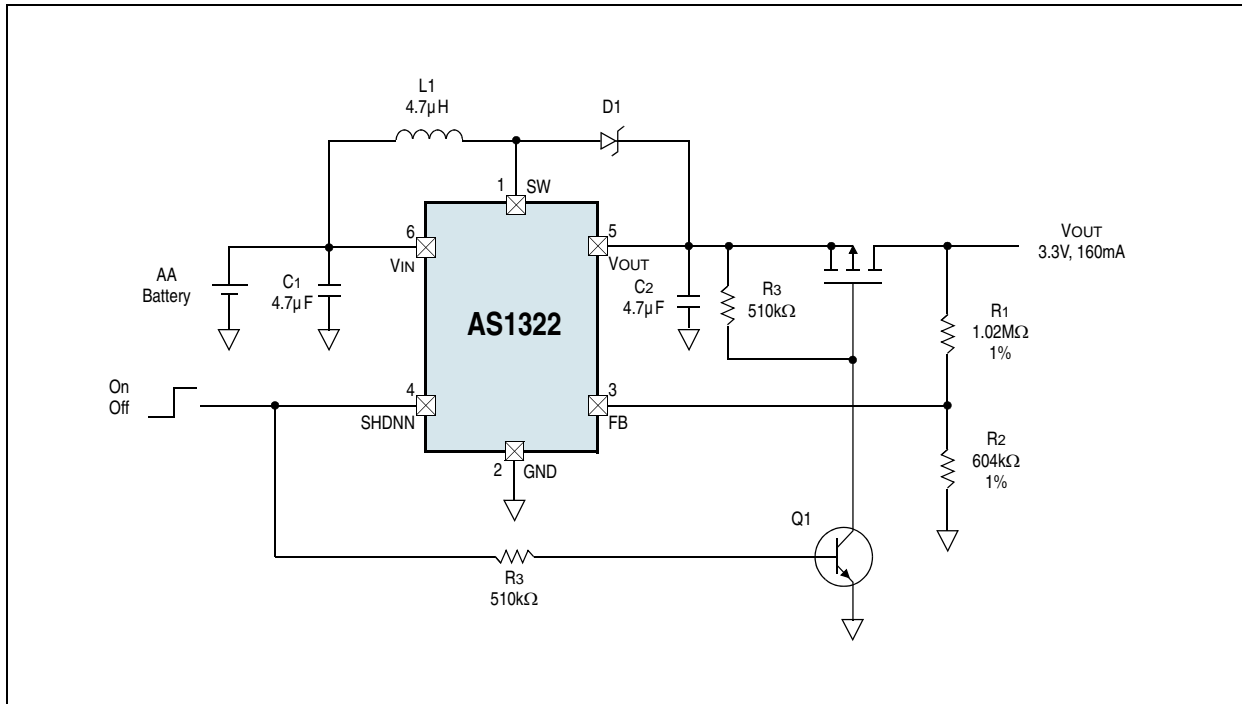 L1
4.7µH
D1
1 SW
6
VIN
5
VOUT
AA
Battery
C1
4.7µF
AS1322
C2
4.7µF
R3
510kΩ
VOUT
3.3V, 160mA
R1
1.02MΩ
1%
On
Off
4
SHDNN
3
FB
R2
604kΩ
1%
2 GND
Q1
R3
510kΩ